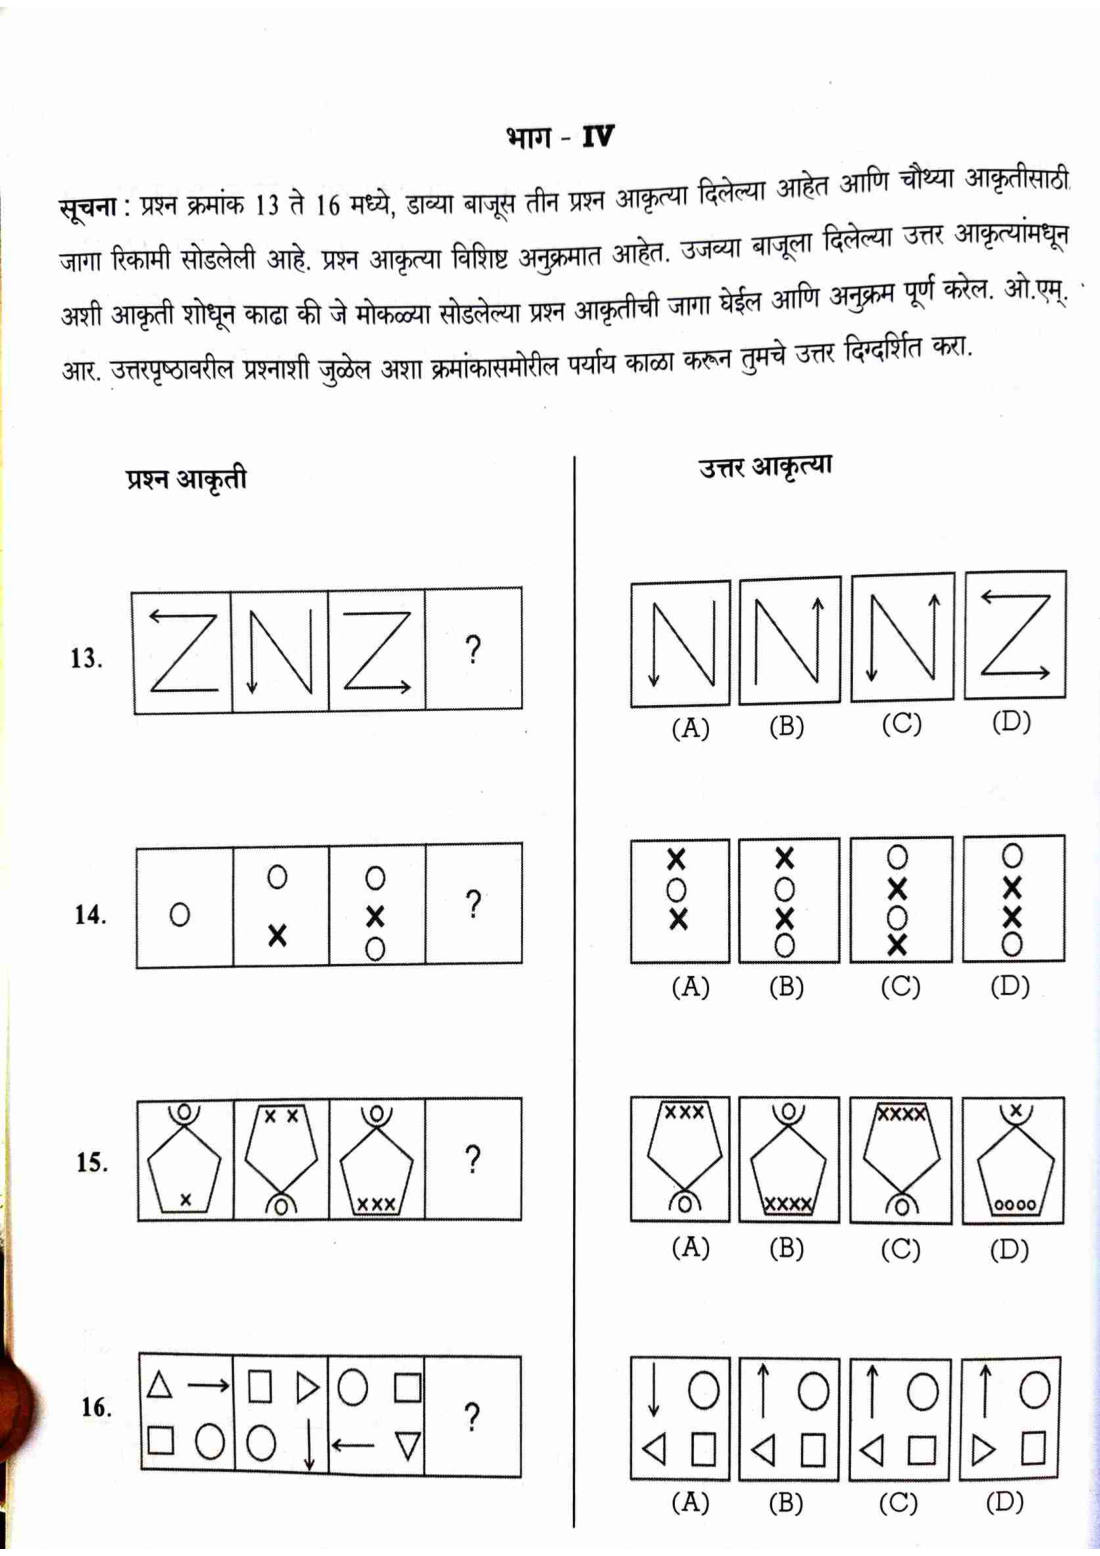 भाग - IV
सूचना : प्रश्न क्रमांक 13 ते 16 मध्ये, डाव्या बाजूस तीन प्रश्न आकृत्या दिलेल्या आहेत आणि चौथ्या आकृतीसाठी
जागा रिकामी सोडलेली आहे. प्रश्न आकृत्या विशिष्ट अनुक्रमात आहेत. उजव्या बाजूला दिलेल्या उत्तर आकृत्यांमधून
अशी आकृती शोधून काढा की जे मोकळ्या सोडलेल्या प्रश्न आकृतीची जागा घेईल आणि अनुक्रम पूर्ण करेल. ओ.एम्.
आर. उत्तरपृष्ठावरील प्रश्नाशी जुळेल अशा क्रमांकासमोरील पर्याय काळा करून तुमचे उत्तर दिग्दर्शित करा.
प्रश्न आकृती
उत्तर आकृत्या
13. ?
(A) (B) (C) (D)
14. ?
(A) (B) (C) (D)
15. ?
(A) (B) (C) (D)
16. ?
(A) (B) (C) (D)